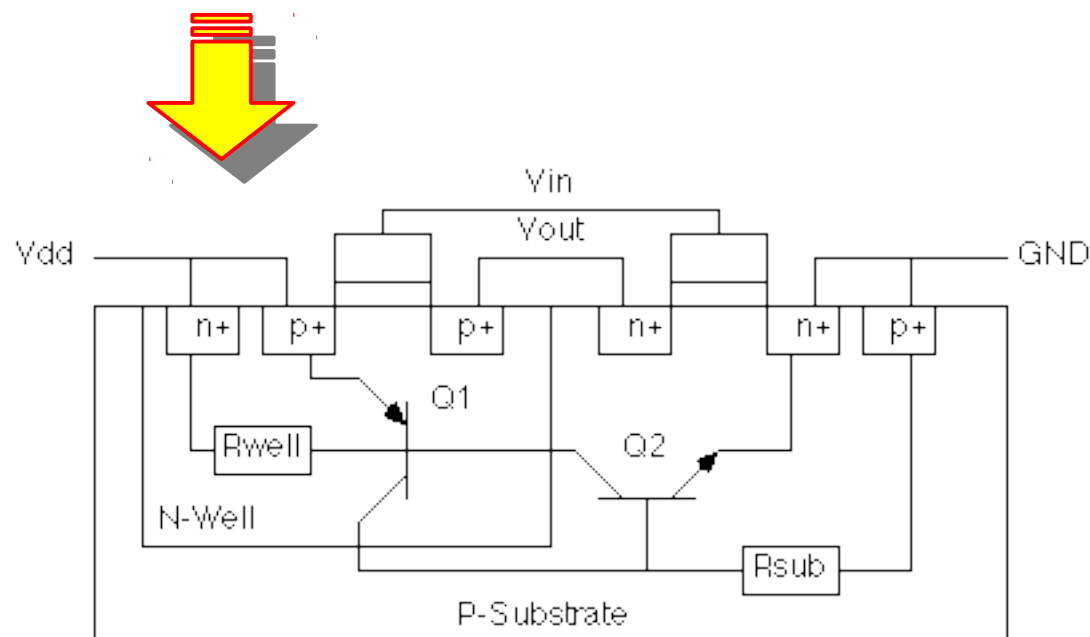 Vin
Vout
Vdd
GND
n+
p+
p+
n+
n+
p+
Q1
Rwell
Q2
N-Well
Rsub
P-Substrate